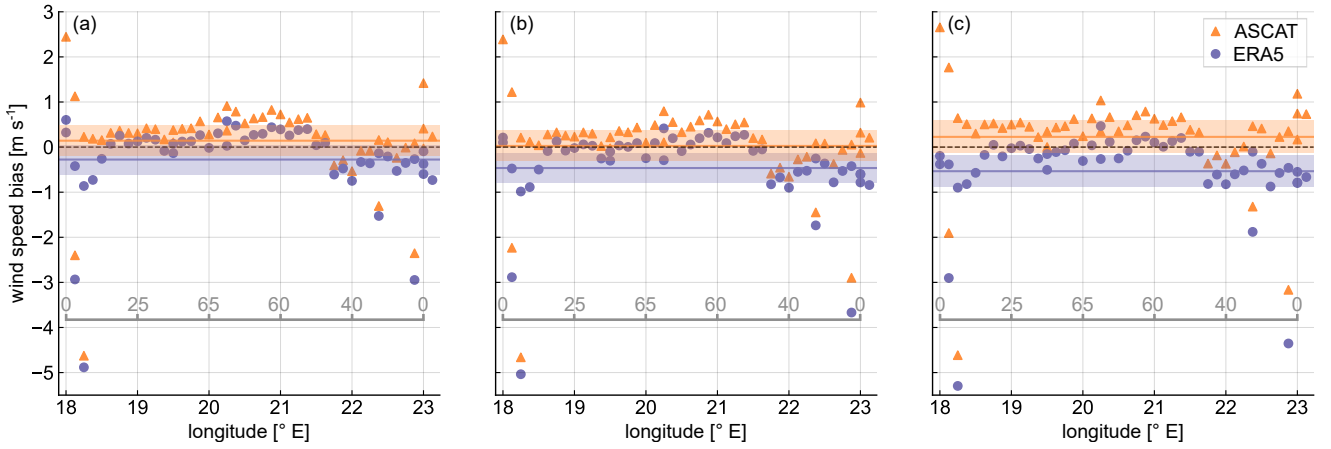 (a)
(b)
(c)
ASCAT
ERA5
wind speed bias [m s⁻¹]
3
2
1
0
−1
−2
−3
−4
−5
0 25 65 60 40 0
0 25 65 60 40 0
0 25 65 60 40 0
18 19 20 21 22 23
18 19 20 21 22 23
18 19 20 21 22 23
longitude [° E]
longitude [° E]
longitude [° E]